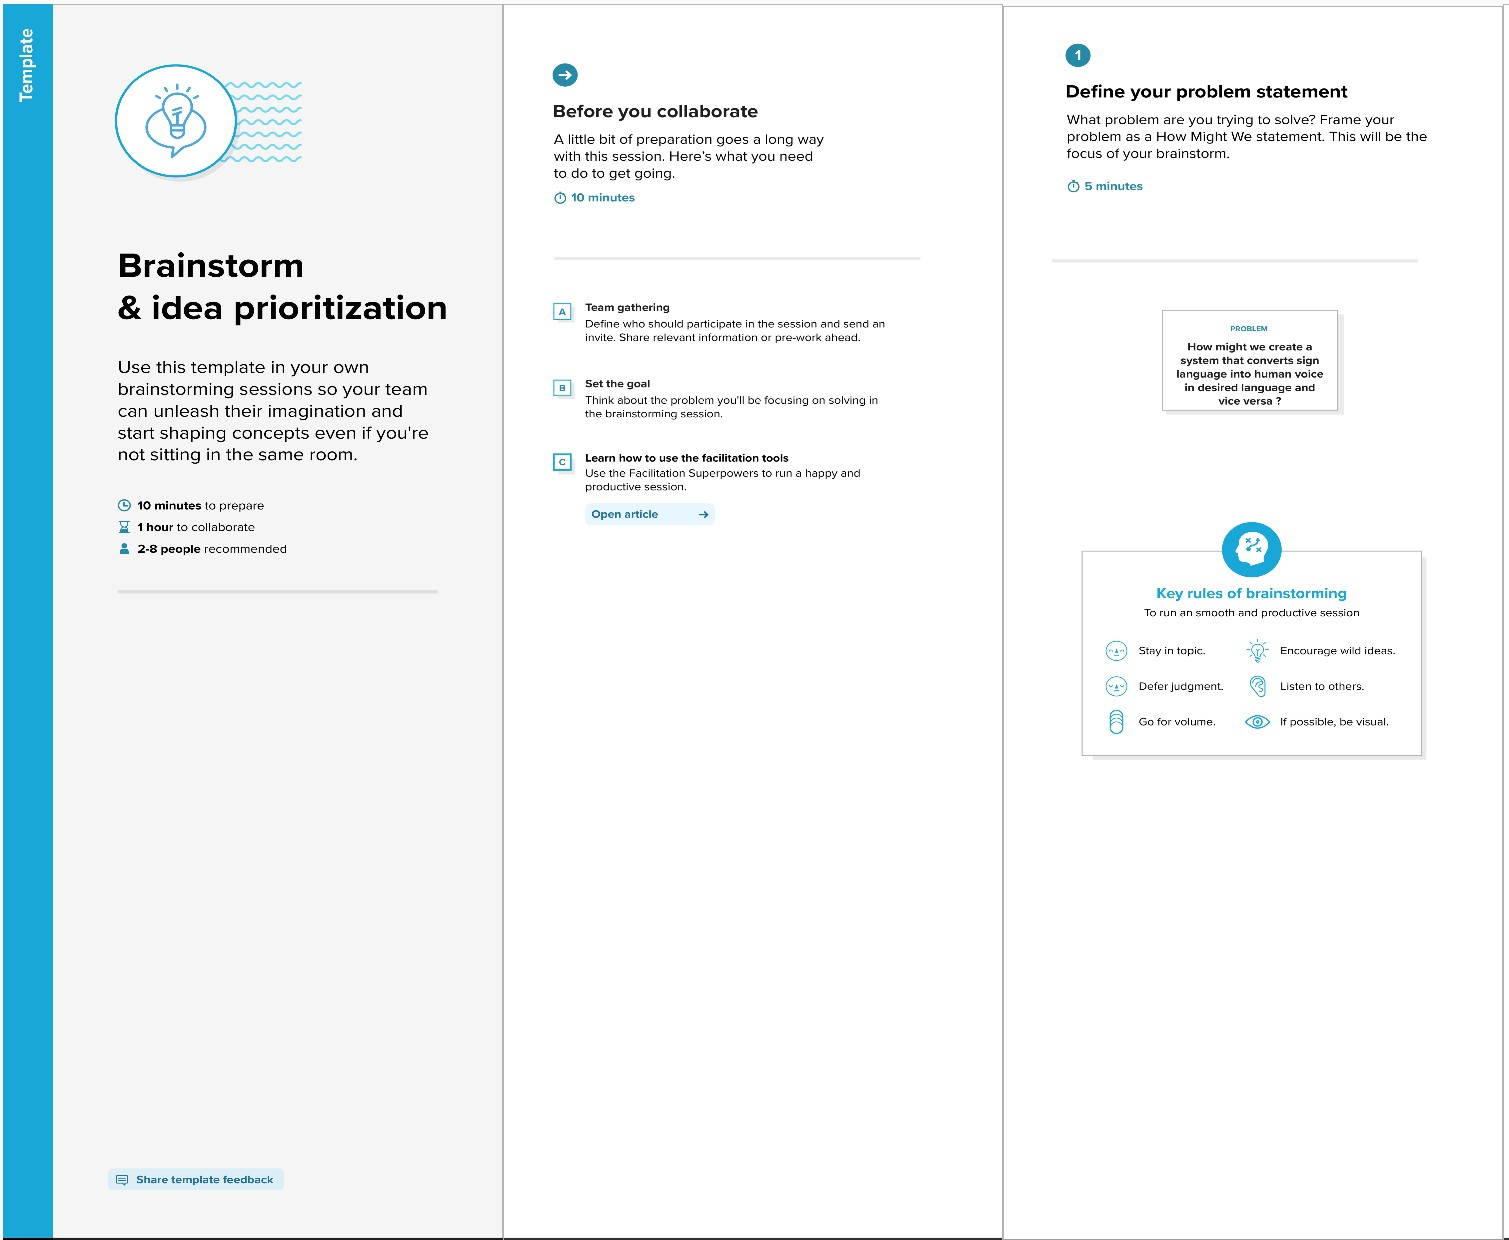 Template
Brainstorm
& idea prioritization
Use this template in your own
brainstorming sessions so your team
can unleash their imagination and
start shaping concepts even if you're
not sitting in the same room.
10 minutes to prepare
1 hour to collaborate
2-8 people recommended
Share template feedback
Before you collaborate
A little bit of preparation goes a long way
with this session. Here's what you need
to do to get going.
10 minutes
A
Team gathering
Define who should participate in the session and send an
invite. Share relevant information or pre-work ahead.
B
Set the goal
Think about the problem you'll be focusing on solving in
the brainstorming session.
C
Learn how to use the facilitation tools
Use the Facilitation Superpowers to run a happy and
productive session.
Open article
1
Define your problem statement
What problem are you trying to solve? Frame your
problem as a How Might We statement. This will be the
focus of your brainstorm.
5 minutes
PROBLEM
How might we create a
system that converts sign
language into human voice
in desired language and
vice versa ?
Key rules of brainstorming
To run an smooth and productive session
Stay in topic.
Encourage wild ideas.
Defer judgment.
Listen to others.
Go for volume.
If possible, be visual.